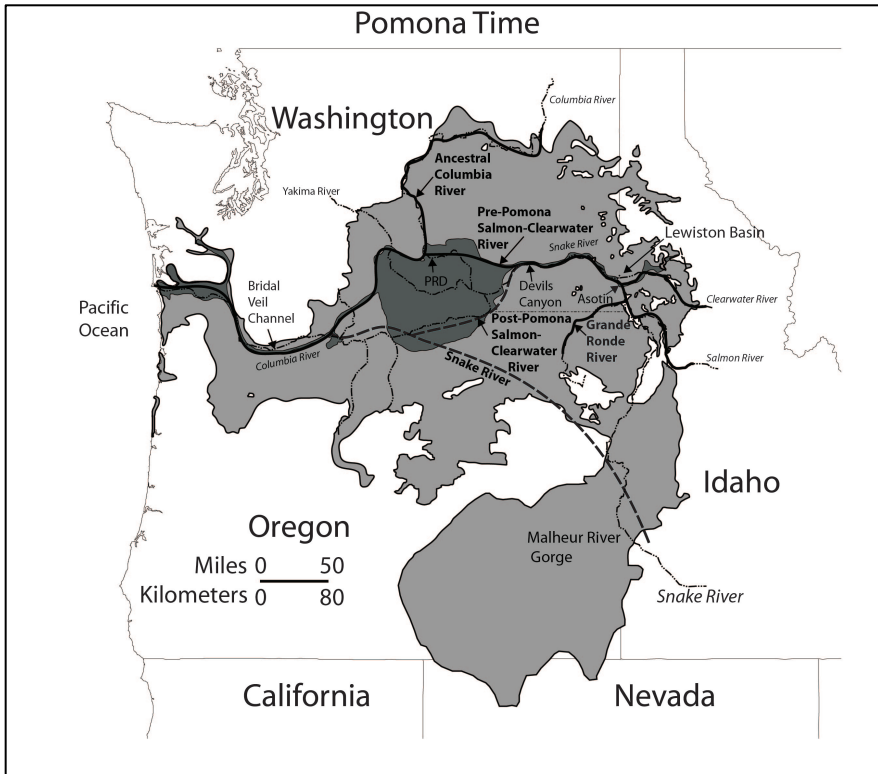 Pomona Time
Columbia River
Washington
Ancestral
Columbia
River
Yakima River
Pre-Pomona
Salmon-Clearwater
River
Lewiston Basin
Snake River
PRD
Devils
Canyon
Asotin
Clearwater River
Bridal
Veil
Channel
Pacific
Ocean
Columbia River
Post-Pomona
Salmon-
Clearwater
River
Grande
Ronde
River
Salmon River
Snake River
Idaho
Oregon
Miles 0 50
Kilometers 0 80
Malheur River
Gorge
Snake River
California
Nevada